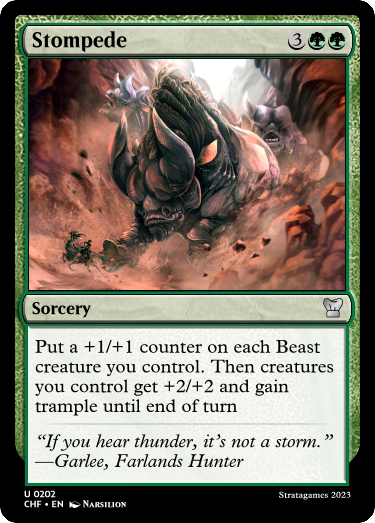 Stompede 3
Sorcery
Put a +1/+1 counter on each Beast
creature you control. Then creatures
you control get +2/+2 and gain
trample until end of turn
“If you hear thunder, it’s not a storm.”
—Garlee, Farlands Hunter
U 0202
Stratagames 2023
CHF • EN Narsilion